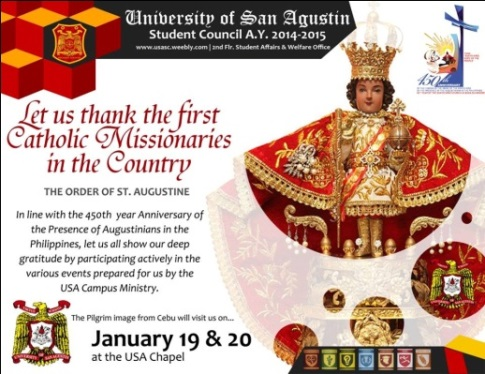 University of San Agustin
Student Council A.Y. 2014-2015
www.usasc.weebly.com | 2nd Flr. Student Affairs & Welfare Office
450th
Let us thank the first
Catholic Missionaries
in the Country
THE ORDER OF ST. AUGUSTINE
In line with the 450th year Anniversary of
the Presence of Augustinians in the
Philippines, let us all show our deep
gratitude by participating actively in the
various events prepared for us by the
USA Campus Ministry.
The Pilgrim image from Cebu will visit us on...
January 19 & 20
at the USA Chapel